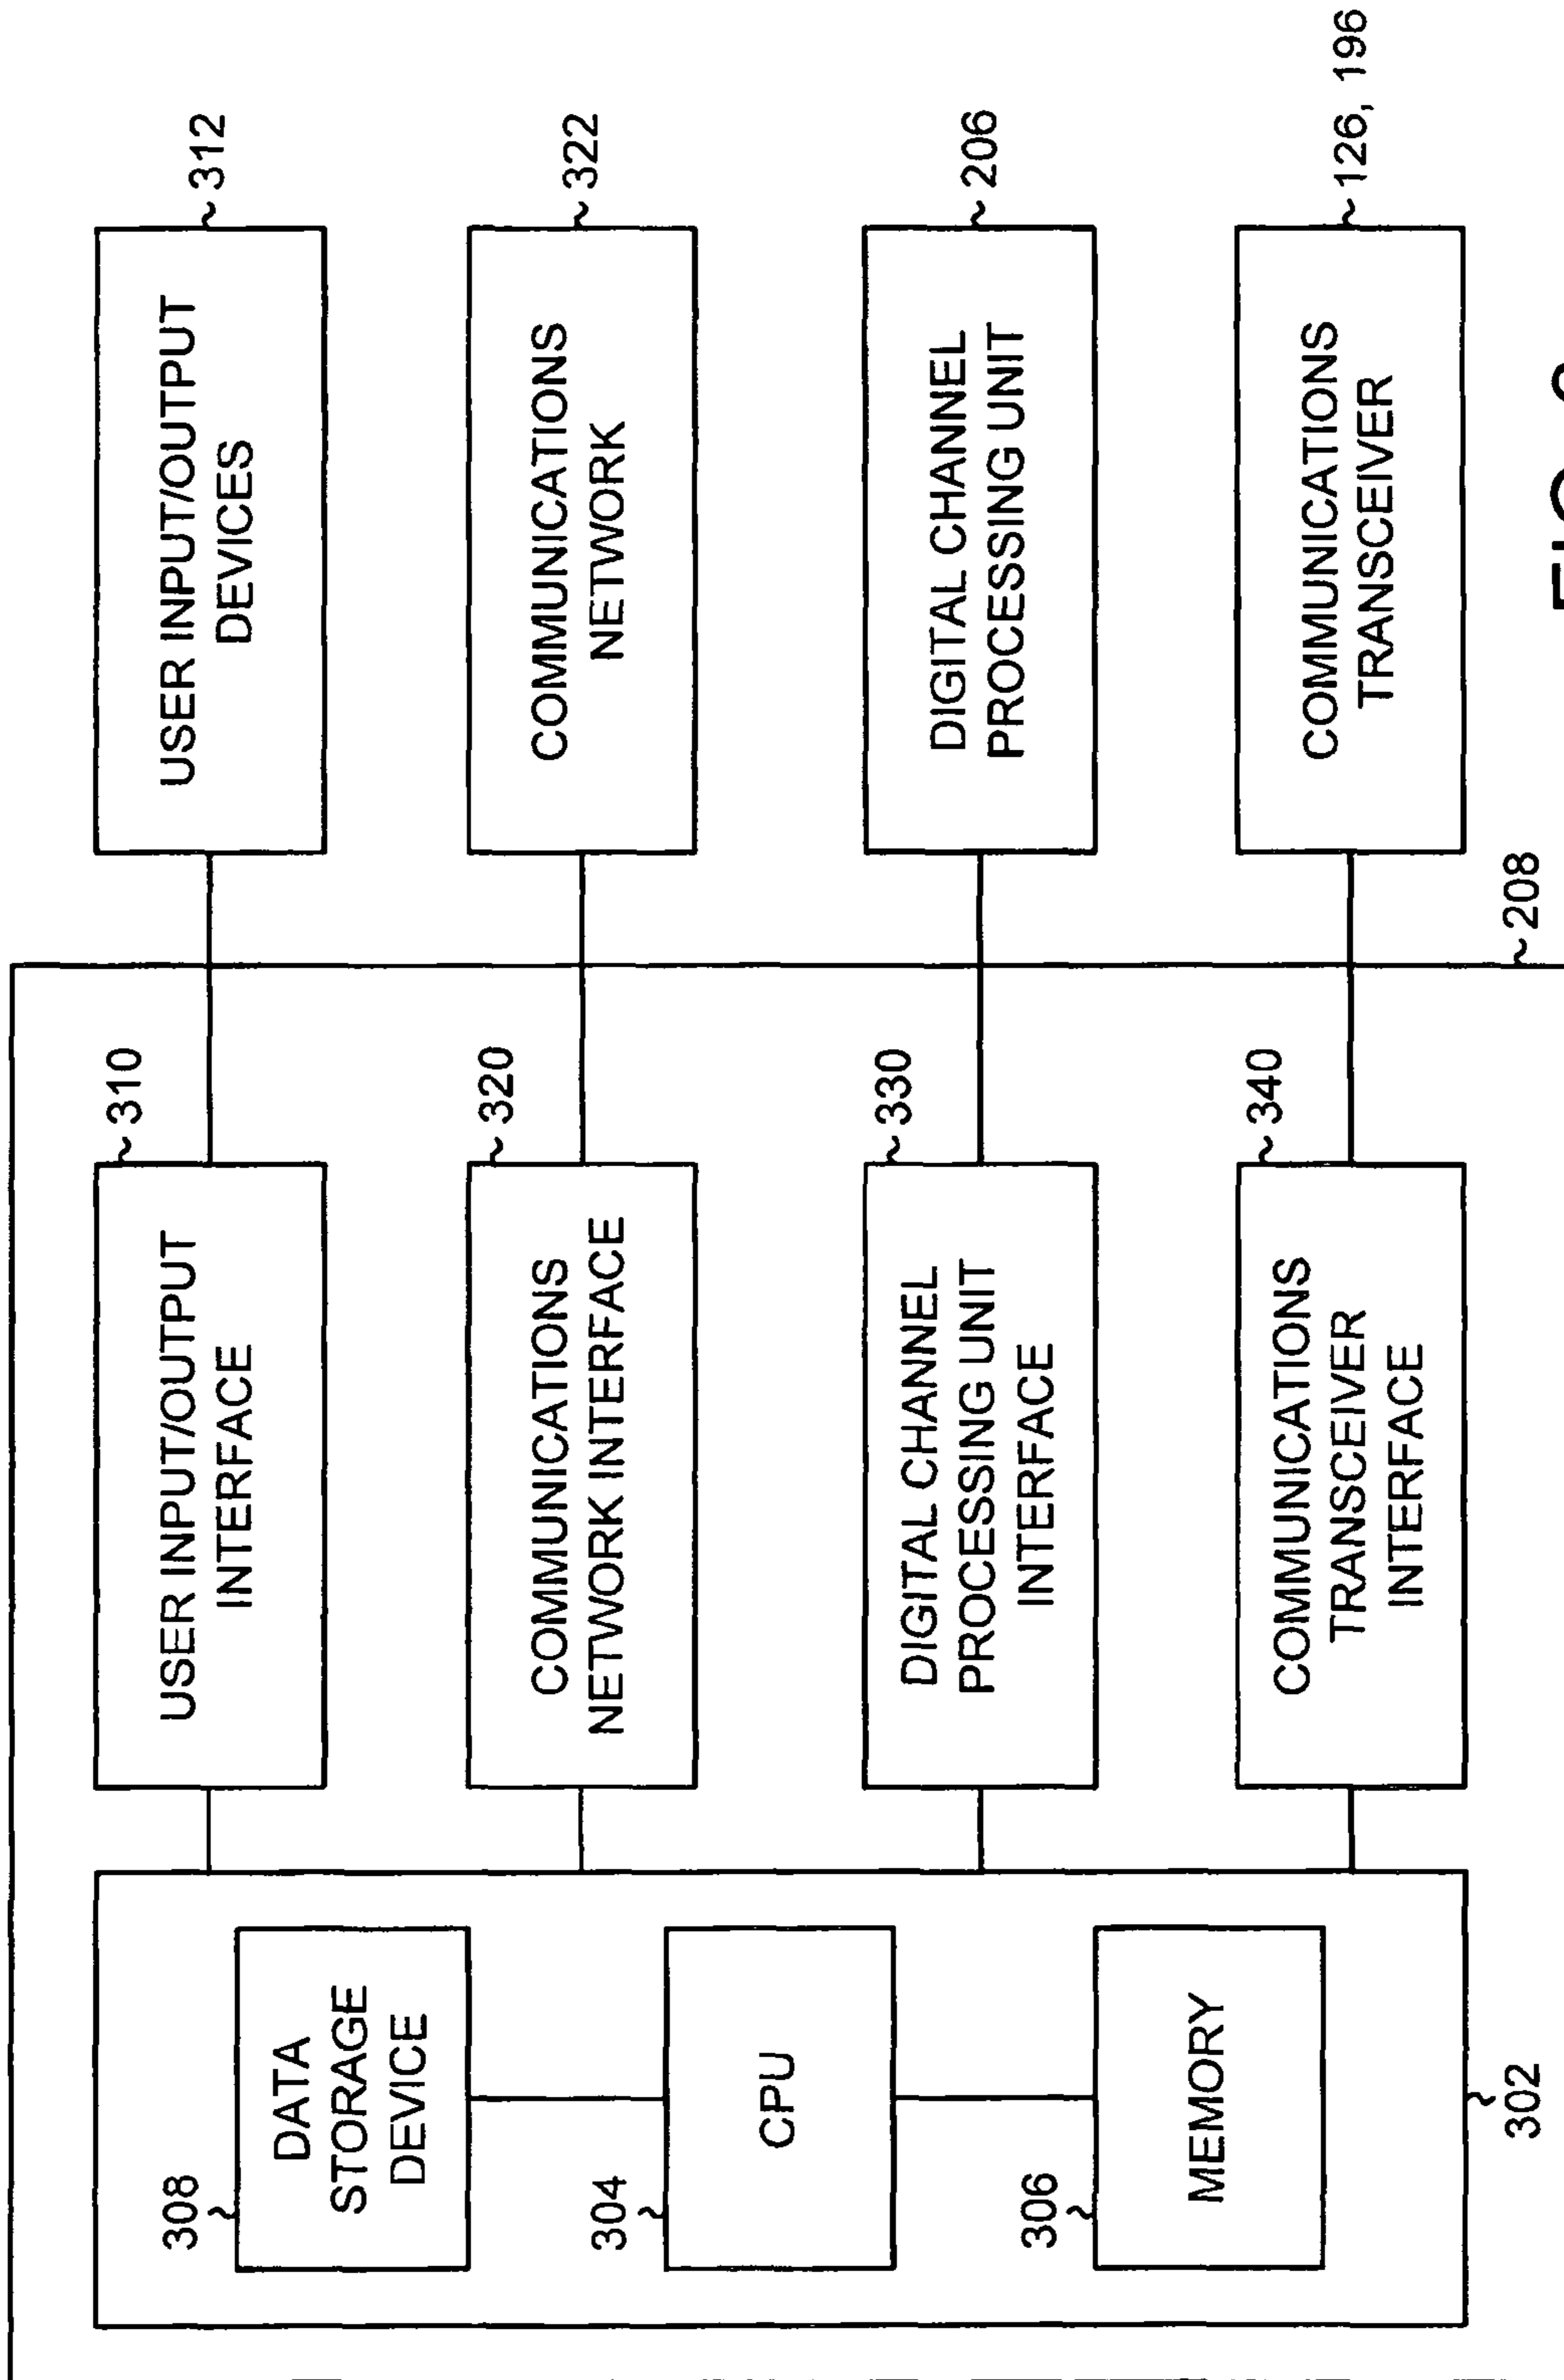 308
DATA
STORAGE
DEVICE
304
CPU
306
MEMORY
302
310
USER INPUT/OUTPUT
INTERFACE
320
COMMUNICATIONS
NETWORK INTERFACE
330
DIGITAL CHANNEL
PROCESSING UNIT
INTERFACE
340
COMMUNICATIONS
TRANSCEIVER
INTERFACE
208
USER INPUT/OUTPUT
DEVICES
312
COMMUNICATIONS
NETWORK
322
DIGITAL CHANNEL
PROCESSING UNIT
206
COMMUNICATIONS
TRANSCEIVER
126, 196